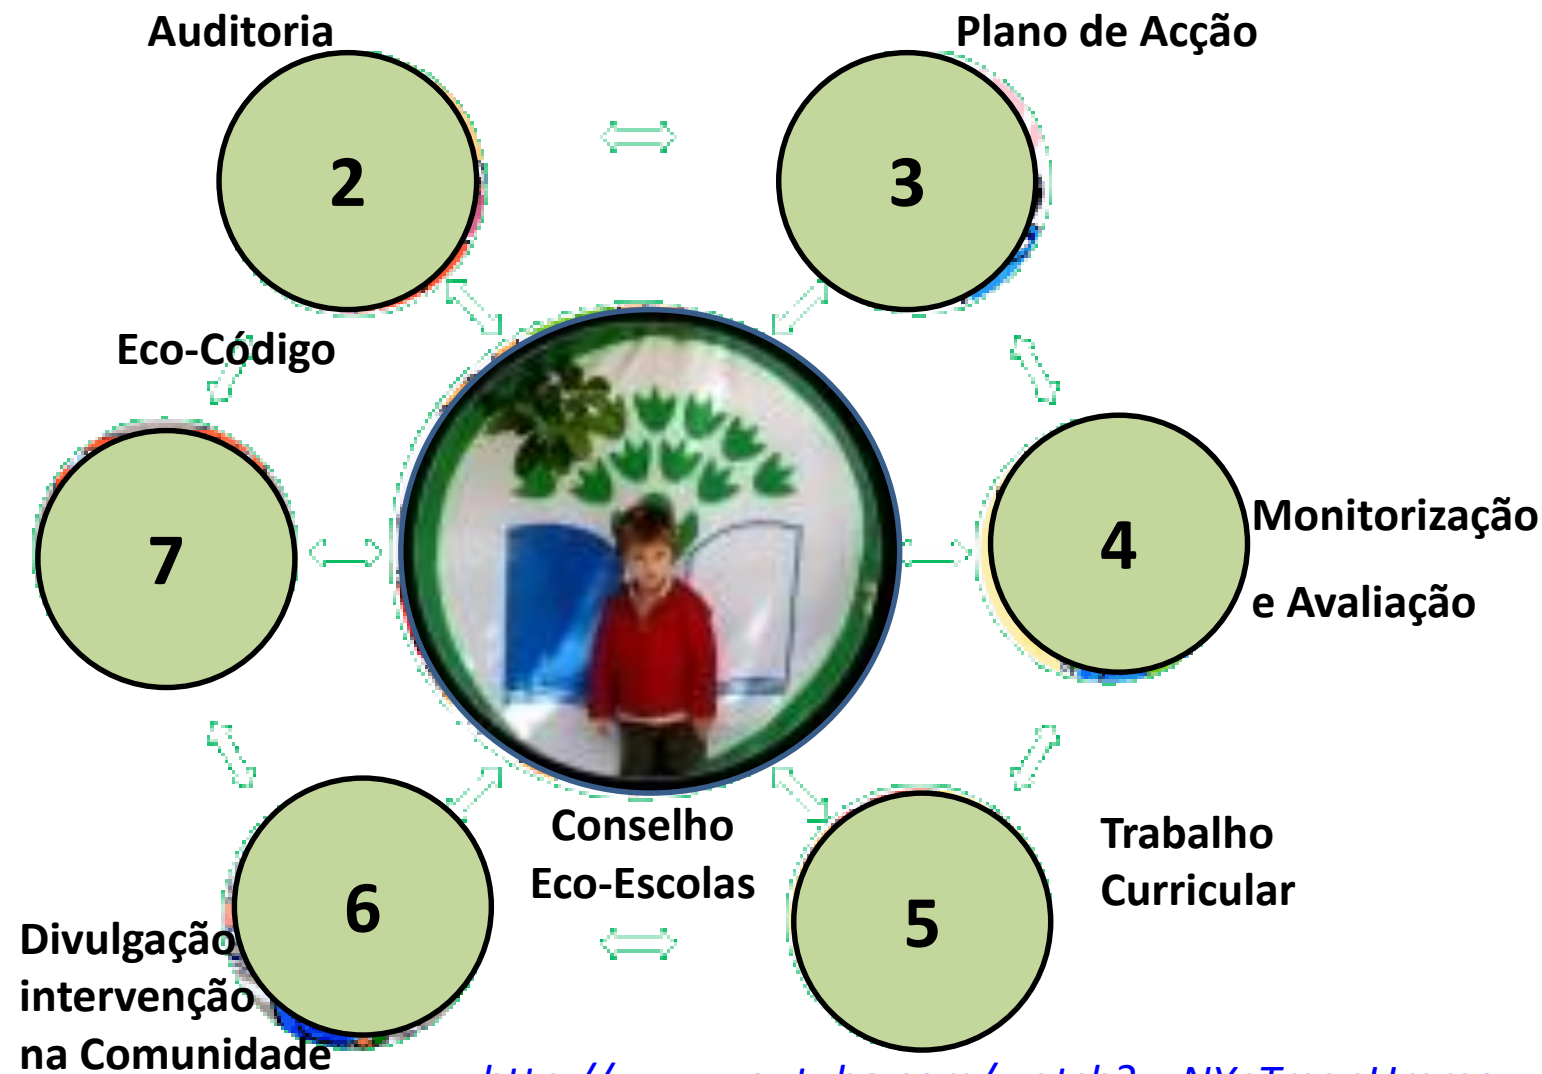 Auditoria
Plano de Acção
2
3
Eco-Código
7
4
Monitorização
e Avaliação
Conselho
Eco-Escolas
Trabalho
Curricular
6
5
Divulgação
intervenção
na Comunidade